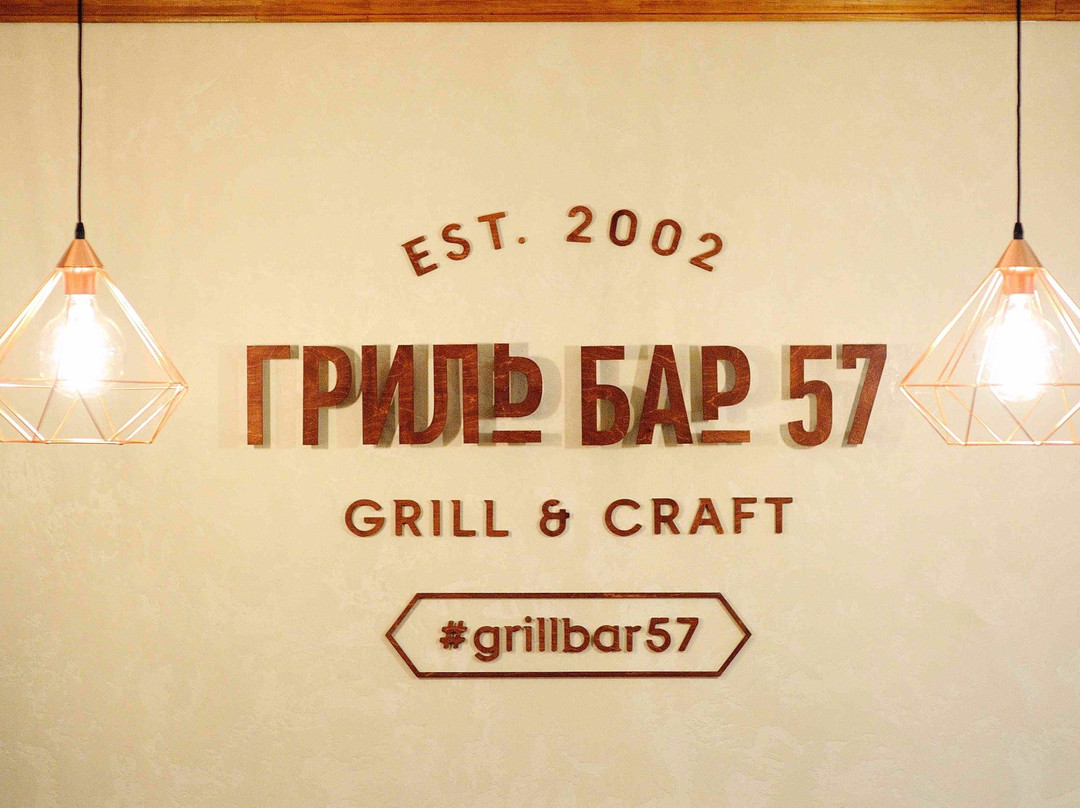 EST. 2002
ГРИЛЬ БАР 57
GRILL & CRAFT
#grillbar57